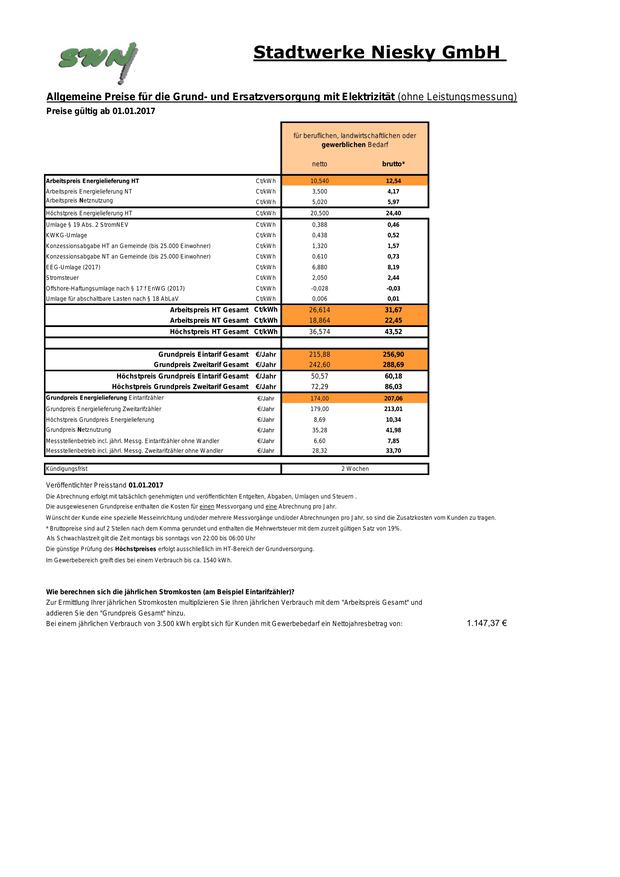 swn
Stadtwerke Niesky GmbH
Allgemeine Preise für die Grund- und Ersatzversorgung mit Elektrizität (ohne Leistungsmessung)
Preise gültig ab 01.01.2017
für beruflichen, landwirtschaftlichen oder
gewerblichen Bedarf
netto brutto*
Arbeitspreis Energielieferung HT Ct/kWh 10,540 12,54
Arbeitspreis Energielieferung NT Ct/kWh 3,500 4,17
Arbeitspreis Netznutzung Ct/kWh 5,020 5,97
Höchstpreis Energielieferung HT Ct/kWh 20,500 24,40
Umlage § 19 Abs. 2 StromNEV Ct/kWh 0,388 0,46
KWKG-Umlage Ct/kWh 0,438 0,52
Konzessionsabgabe HT an Gemeinde (bis 25.000 Einwohner) Ct/kWh 1,320 1,57
Konzessionsabgabe NT an Gemeinde (bis 25.000 Einwohner) Ct/kWh 0,610 0,73
EEG-Umlage (2017) Ct/kWh 6,880 8,19
Stromsteuer Ct/kWh 2,050 2,44
Offshore-Haftungsumlage nach § 17 f EnWG (2016) Ct/kWh -0,028 -0,03
Umlage für abschaltbare Lasten nach § 18 AbLaV Ct/kWh 0,006 0,01
Arbeitspreis HT Gesamt Ct/kWh 26,614 31,67
Arbeitspreis NT Gesamt Ct/kWh 18,864 22,45
Höchstpreis HT Gesamt Ct/kWh 36,574 43,52
Grundpreis Eintarif Gesamt €/Jahr 215,88 256,90
Grundpreis Zweitarif Gesamt €/Jahr 242,60 288,69
Höchstpreis Grundpreis Eintarif Gesamt €/Jahr 50,57 60,18
Höchstpreis Grundpreis Zweitarif Gesamt €/Jahr 72,29 86,03
Grundpreis Energielieferung Eintarifzähler €/Jahr 174,00 207,06
Grundpreis Energielieferung Zweitarifzähler €/Jahr 179,00 213,01
Höchstpreis Grundpreis Energielieferung €/Jahr 8,69 10,34
Grundpreis Netznutzung €/Jahr 35,28 41,98
Messstellenbetrieb incl. jährl. Messg. Eintarifzähler ohne Wandler €/Jahr 6,60 7,85
Messstellenbetrieb incl. jährl. Messg. Zweitarifzähler ohne Wandler €/Jahr 28,32 33,70
Kündigungsfrist 2 Wochen
Veröffentlichter Preisstand 01.01.2017
Die Abrechnung erfolgt mit tatsächlich genehmigten und veröffentlichten Entgelten, Abgaben, Umlagen und Steuern .
Die ausgewiesenen Grundpreise enthalten die Kosten für einen Messvorgang und eine Abrechnung pro Jahr.
Wünscht der Kunde eine spezielle Messeinrichtung und/oder mehrere Messvorgänge und/oder Abrechnungen pro Jahr, so sind die Zusatzkosten vom Kunden zu tragen.
* Bruttopreise sind auf 2 Stellen nach dem Komma gerundet und enthalten die Mehrwertsteuer mit dem zurzeit gültigen Satz von 19%.
Als Schwachlastzeit gilt die Zeit montags bis sonntags von 22:00 bis 06:00 Uhr
Die günstige Prüfung des Höchstpreises erfolgt ausschließlich im HT-Bereich der Grundversorgung.
Im Gewerbebereich greift dies bei einem Verbrauch bis ca. 1540 kWh.
Wie berechnen sich die jährlichen Stromkosten (am Beispiel Eintarifzähler)?
Zur Ermittlung Ihrer jährlichen Stromkosten multiplizieren Sie Ihren jährlichen Verbrauch mit dem "Arbeitspreis Gesamt" und
addieren Sie den "Grundpreis Gesamt" hinzu.
Bei einem jährlichen Verbrauch von 3.500 kWh ergibt sich für Kunden mit Gewerbebedarf ein Nettojahresbetrag von: 1.147,37 €